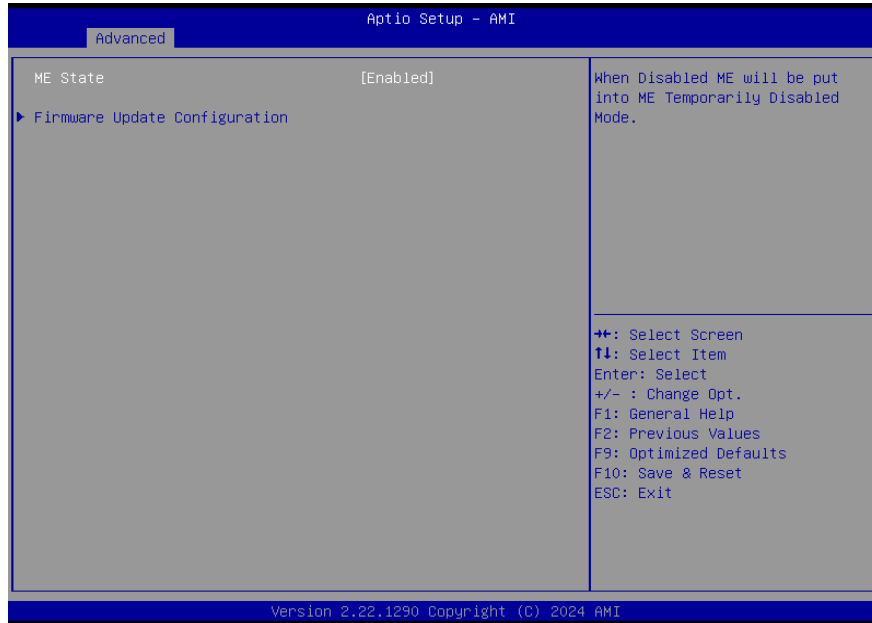 Aptio Setup – AMI
Advanced
ME State [Enabled]
Firmware Update Configuration
When Disabled ME will be put
into ME Temporarily Disabled
Mode.
→←: Select Screen
↑↓: Select Item
Enter: Select
+/- : Change Opt.
F1: General Help
F2: Previous Values
F9: Optimized Defaults
F10: Save & Reset
ESC: Exit
Version 2.22.1290 Copyright (C) 2024 AMI